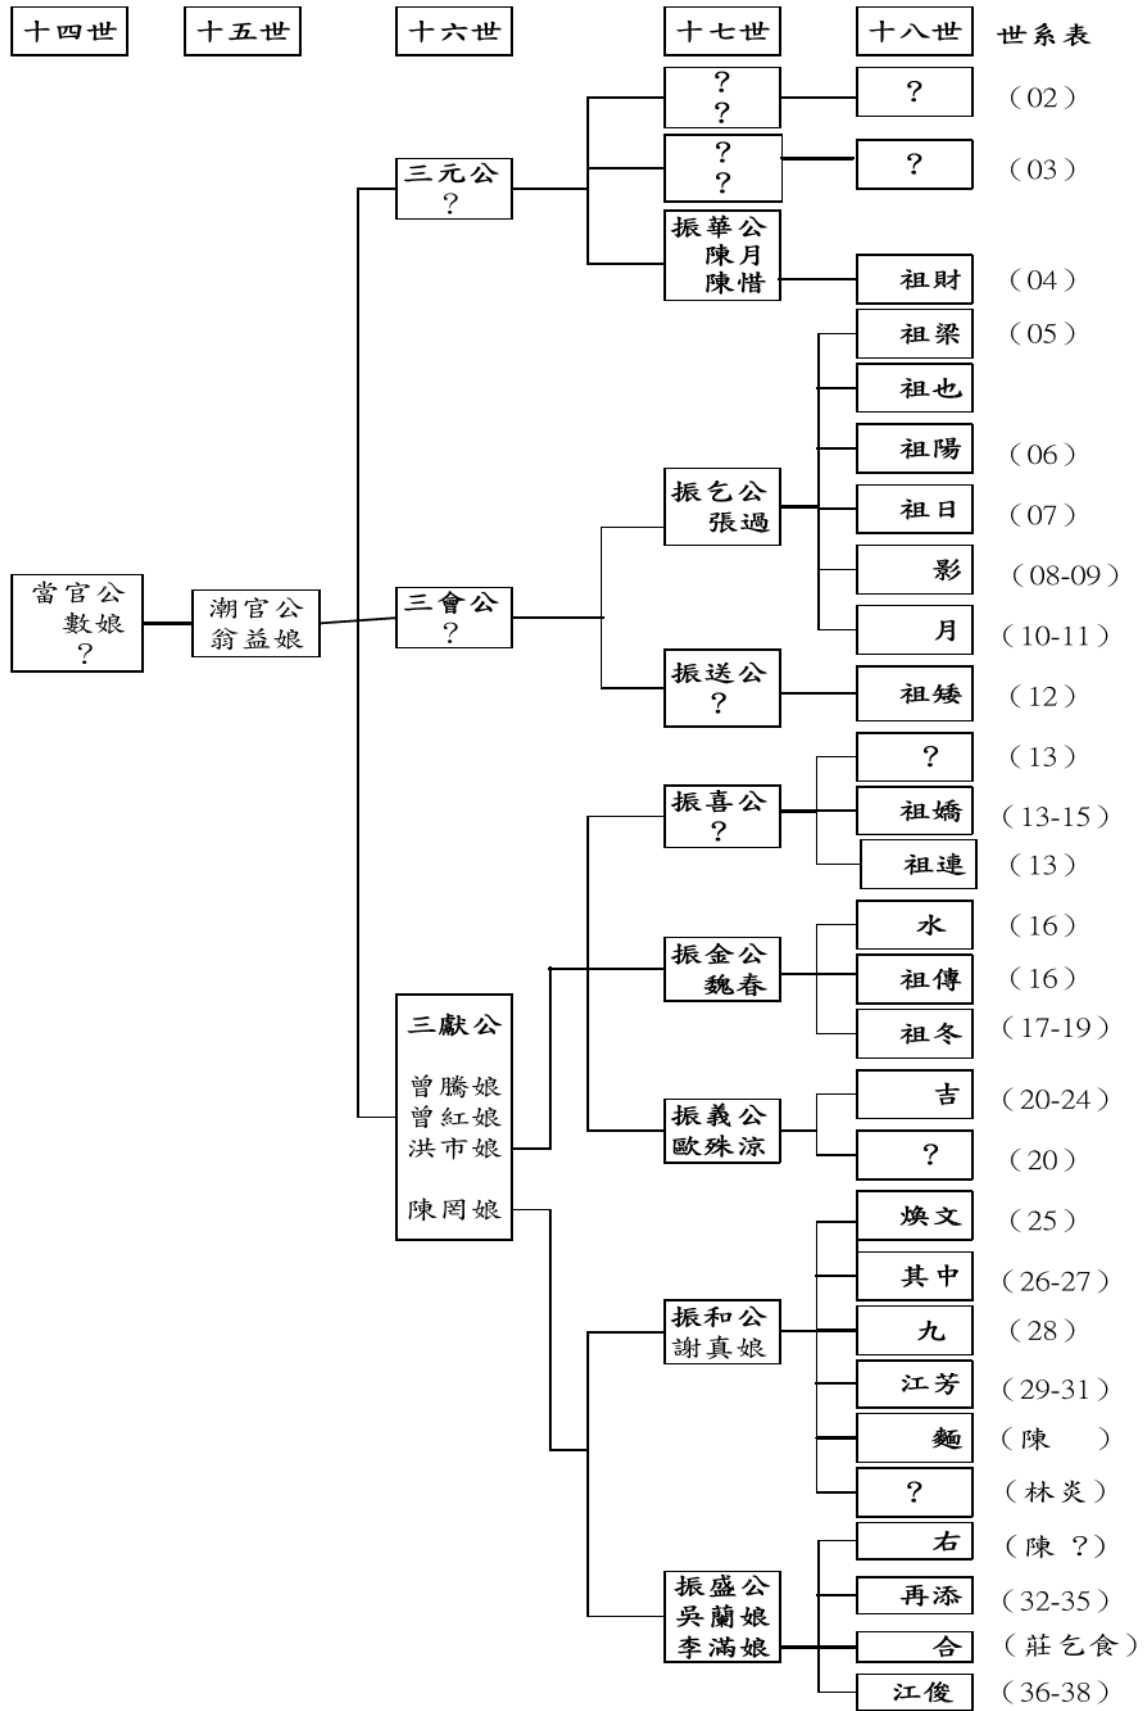 十四世 十五世 十六世 十七世 十八世 世系表
?
?
? (02)
?
?
? (03)
三元公
?
振華公
陳月
陳惜
祖財 (04)
祖梁 (05)
祖也
祖陽 (06)
振乞公
張過
祖日 (07)
影 (08-09)
當官公
數娘
?
潮官公
翁益娘
三會公
?
月 (10-11)
振送公
?
祖矮 (12)
? (13)
振喜公
?
祖嬌 (13-15)
祖連 (13)
水 (16)
振金公
魏春
祖傳 (16)
祖冬 (17-19)
三獻公
曾騰娘
曾紅娘
洪市娘
陳罔娘
吉 (20-24)
振義公
歐殊涼
? (20)
煥文 (25)
其中 (26-27)
振和公
謝真娘
九 (28)
江芳 (29-31)
麵 (陳 )
? (林炎)
右 (陳 ?)
振盛公
吳蘭娘
李滿娘
再添 (32-35)
合 (莊乞食)
江俊 (36-38)